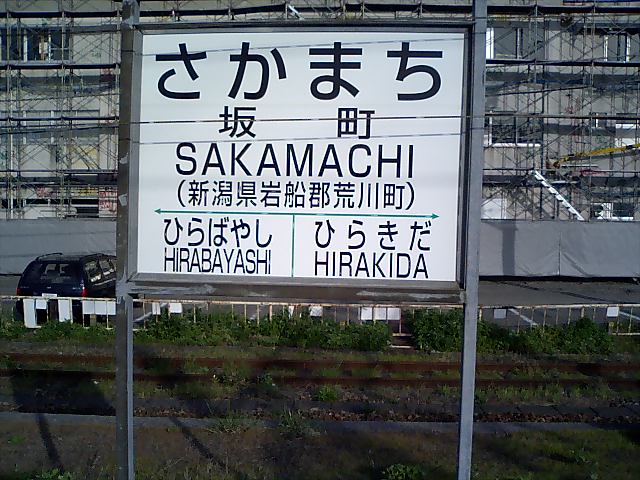 さかまち
坂町
SAKAMACHI
(新潟県岩船郡荒川町)
ひらばやし ひらきだ
HIRABAYASHI HIRAKIDA